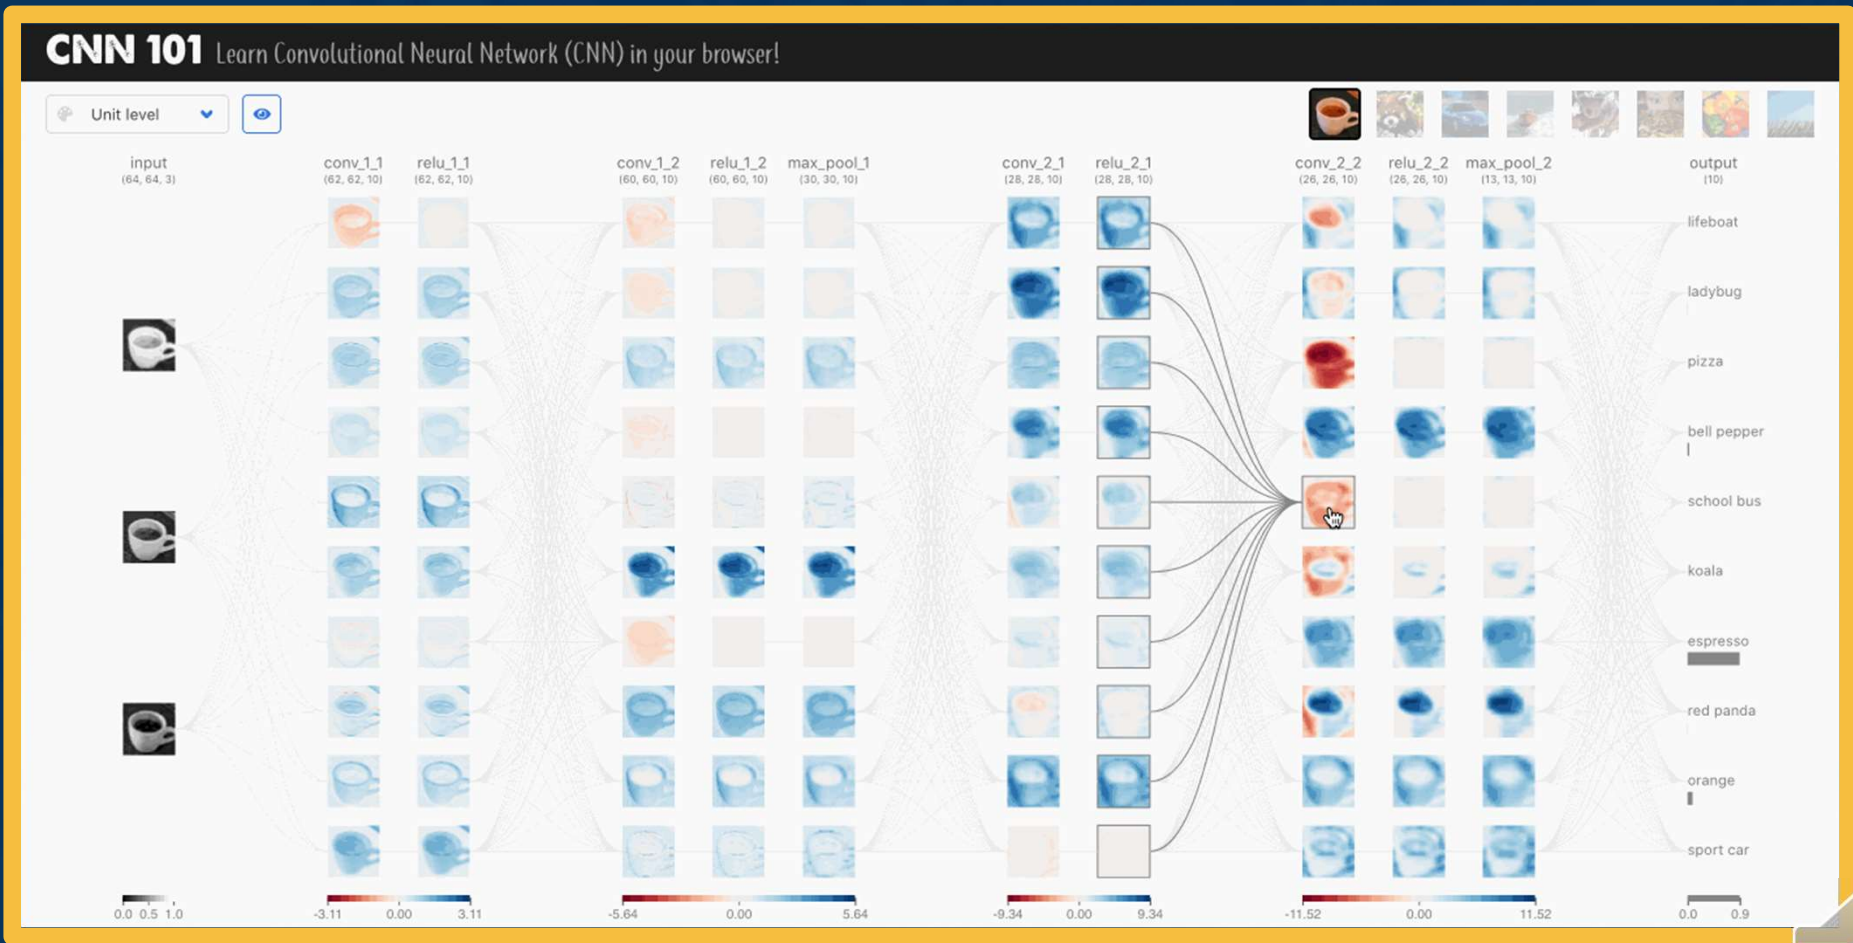 CNN 101 Learn Convolutional Neural Network (CNN) in your browser!
Unit level
input conv_1_1 relu_1_1 conv_1_2 relu_1_2 max_pool_1 conv_2_1 relu_2_1 conv_2_2 relu_2_2 max_pool_2 output
(64, 64, 3) (62, 62, 10) (62, 62, 10) (60, 60, 10) (60, 60, 10) (30, 30, 10) (28, 28, 10) (28, 28, 10) (26, 26, 10) (26, 26, 10) (13, 13, 10) (10)
lifeboat
ladybug
pizza
bell pepper
school bus
koala
espresso
red panda
orange
sport car
0.0 0.5 1.0 -3.11 0.00 3.11 -5.64 0.00 5.64 -9.34 0.00 9.34 -11.52 0.00 11.52 0.0 0.9